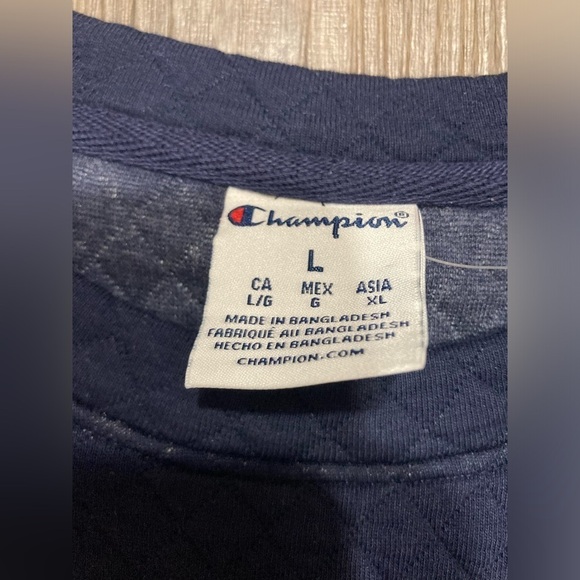 Champion®
L
CA MEX ASIA
L/G G XL
MADE IN BANGLADESH
FABRIQUÉ AU BANGLADESH
HECHO EN BANGLADESH
CHAMPION.COM